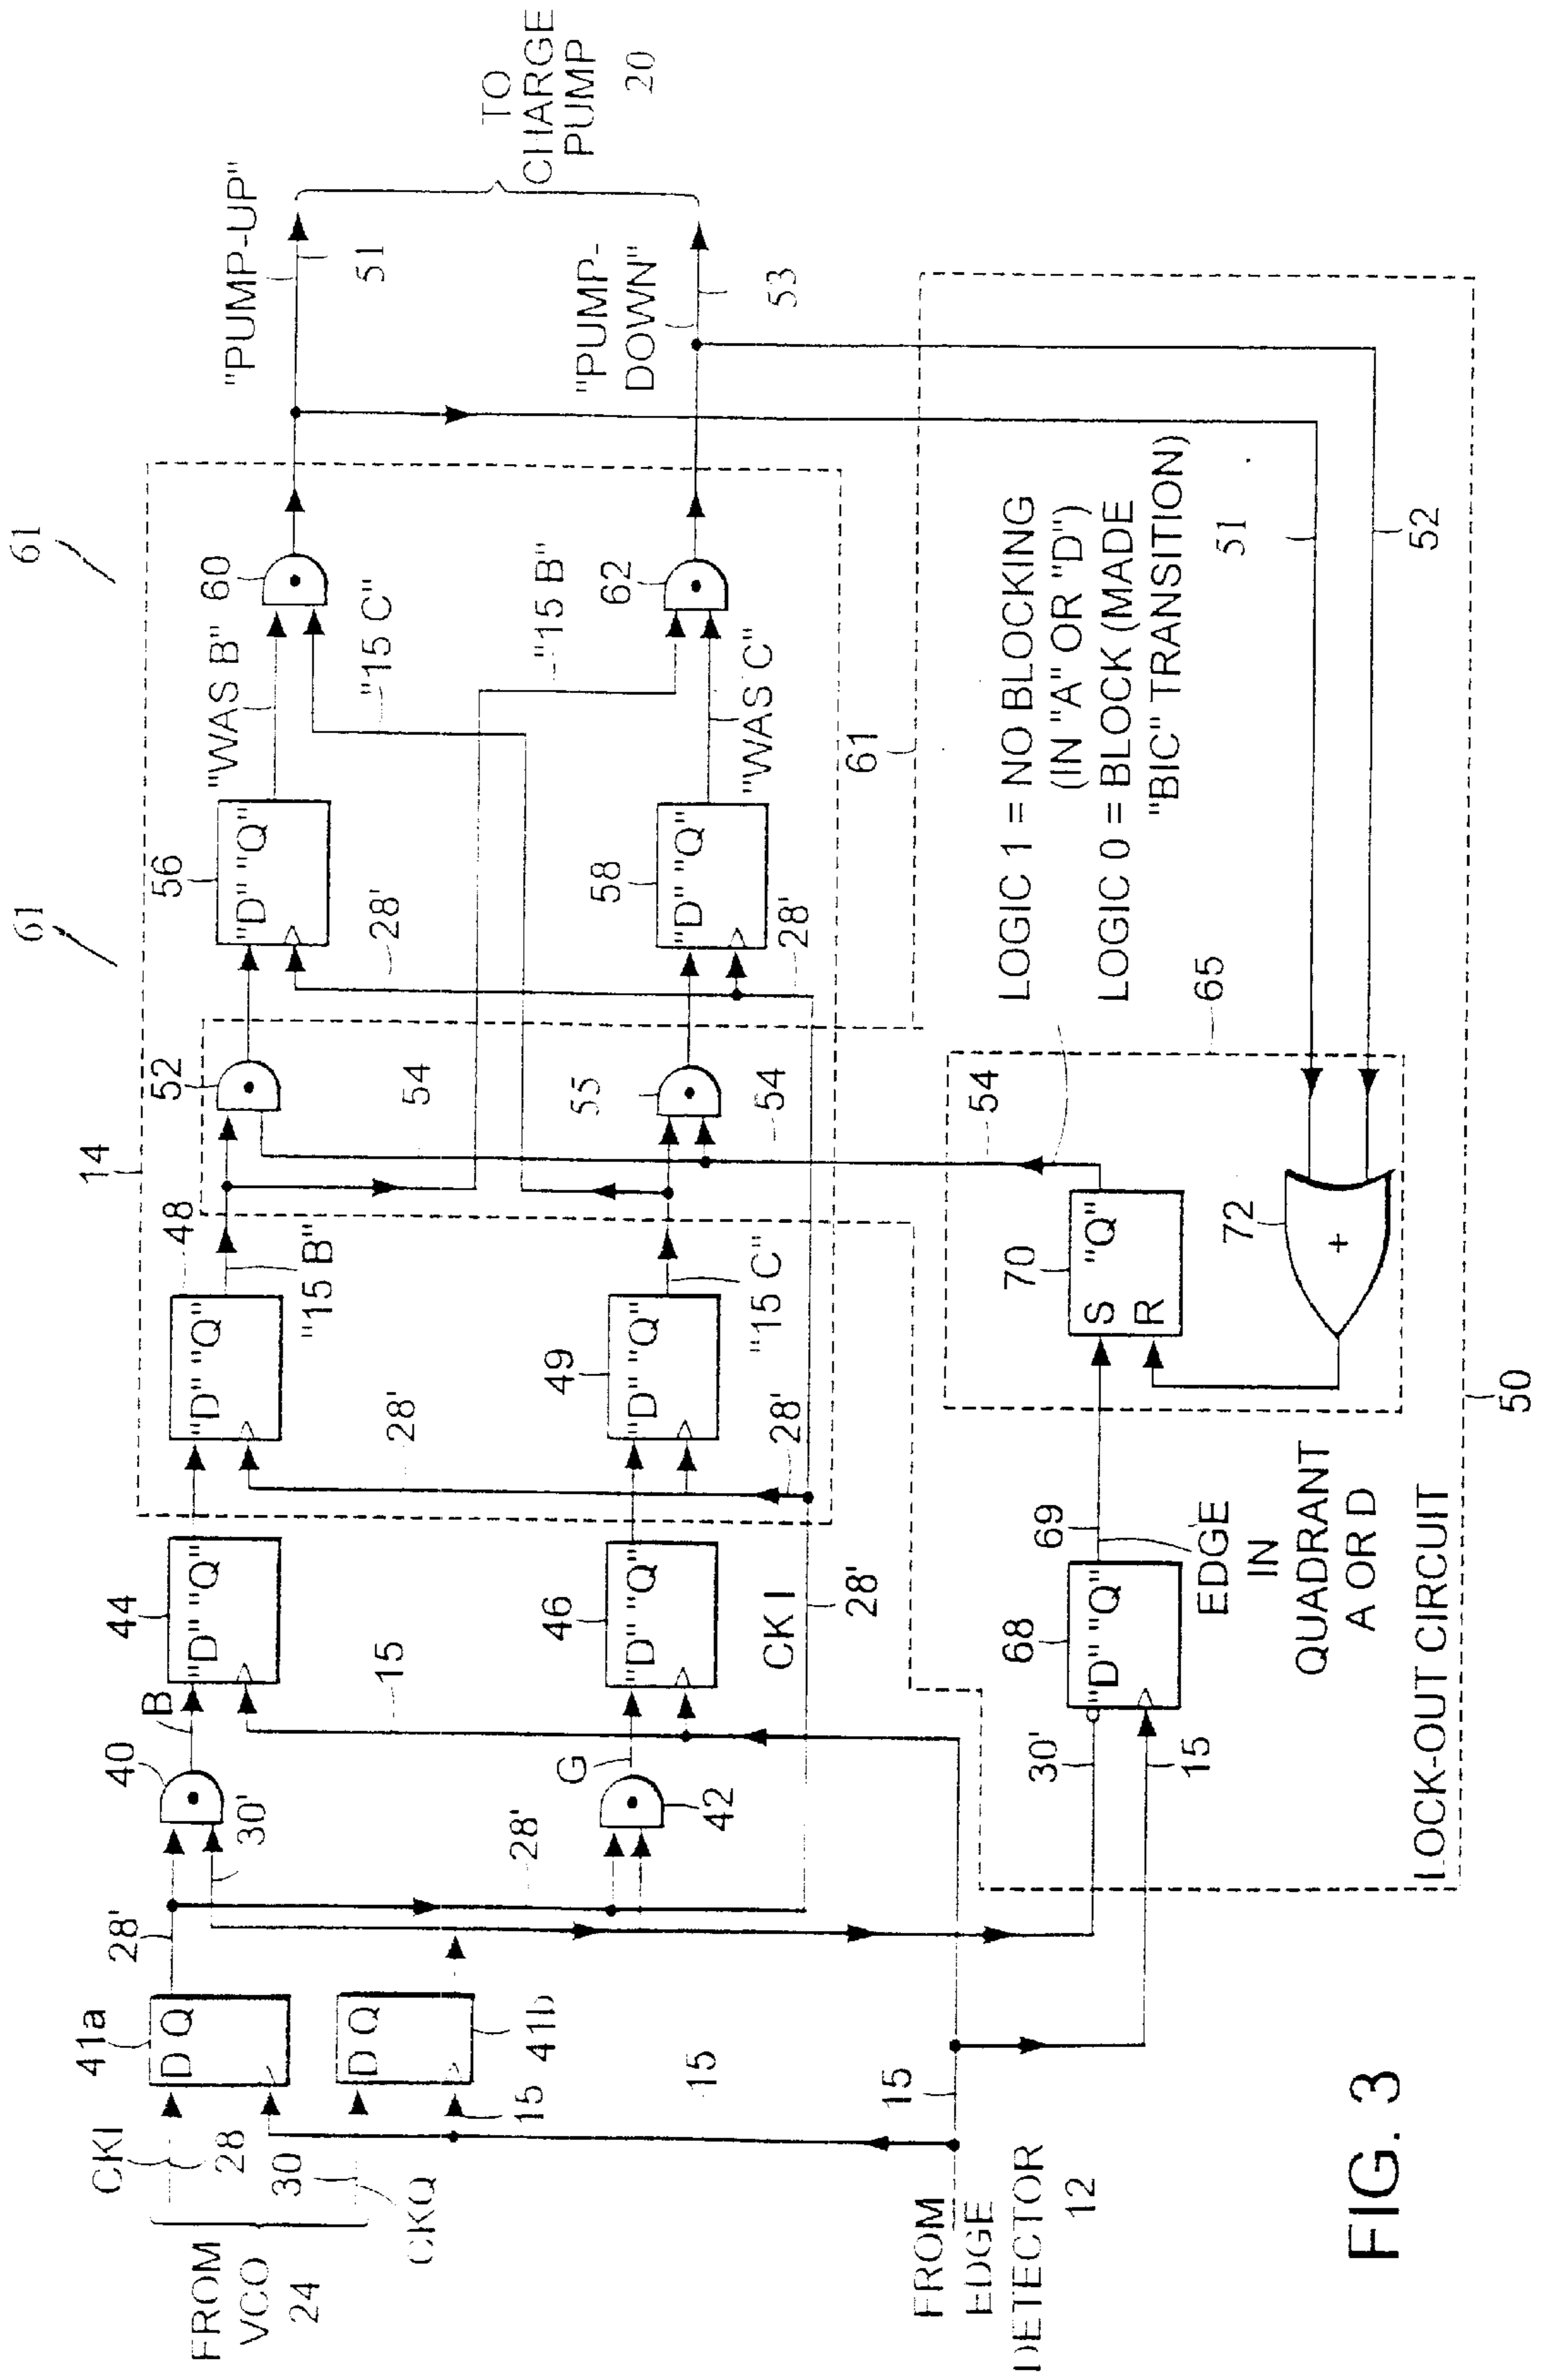 61
61
14
FROM
VCO
24
CKI
28
30
CKQ
41a
D Q
28'
41b
D Q
15
15
40
30'
B
44
"D" "Q"
15
28'
G
42
46
"D" "Q"
CK I
28'
48
"D" "Q"
"15 B"
28'
49
"D" "Q"
"15 C"
28'
52
54
55
54
56
"D" "Q"
28'
58
"D" "Q"
28'
"WAS B"
"15 C"
60
"15 B"
62
"WAS C"
61
"PUMP-UP"
51
"PUMP-
DOWN"
53
TO
CHARGE
PUMP
20
FROM
EDGE
DETECTOR
12
15
30'
15
68
"D" "Q"
69
EDGE
IN
QUADRANT
A OR D
70
S "Q"
R
54
72
+
65
LOGIC 1 = NO BLOCKING
(IN "A" OR "D")
LOGIC 0 = BLOCK (MADE
"BIC" TRANSITION)
51
52
LOCK-OUT CIRCUIT
50
FIG. 3